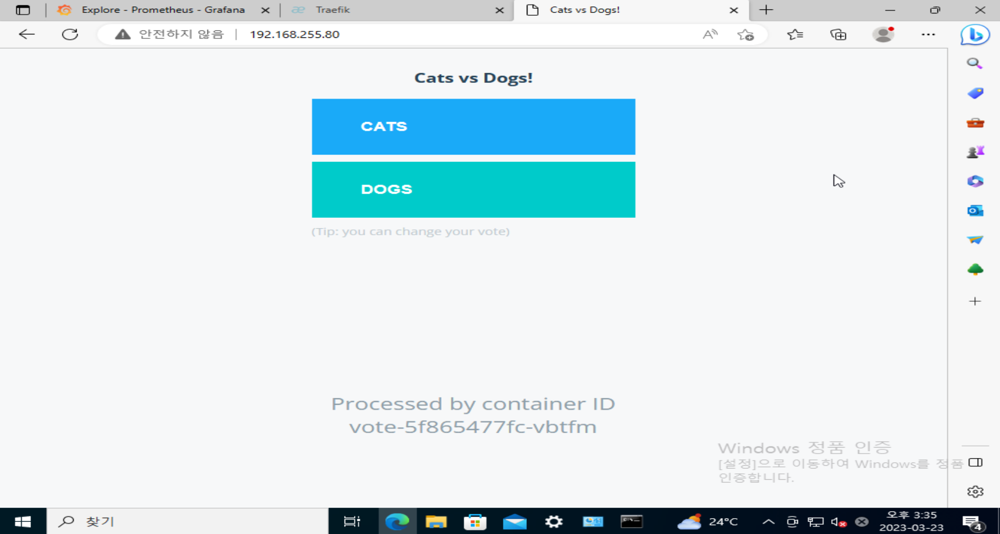 Explore - Prometheus - Grafana
Traefik
Cats vs Dogs!
안전하지 않음
192.168.255.80
Cats vs Dogs!
CATS
DOGS
(Tip: you can change your vote)
Processed by container ID
vote-5f865477fc-vbtfm
Windows 정품 인증
[설정]으로 이동하여 Windows를 정품
인증합니다.
찾기
24°C
오후 3:35
2023-03-23
4